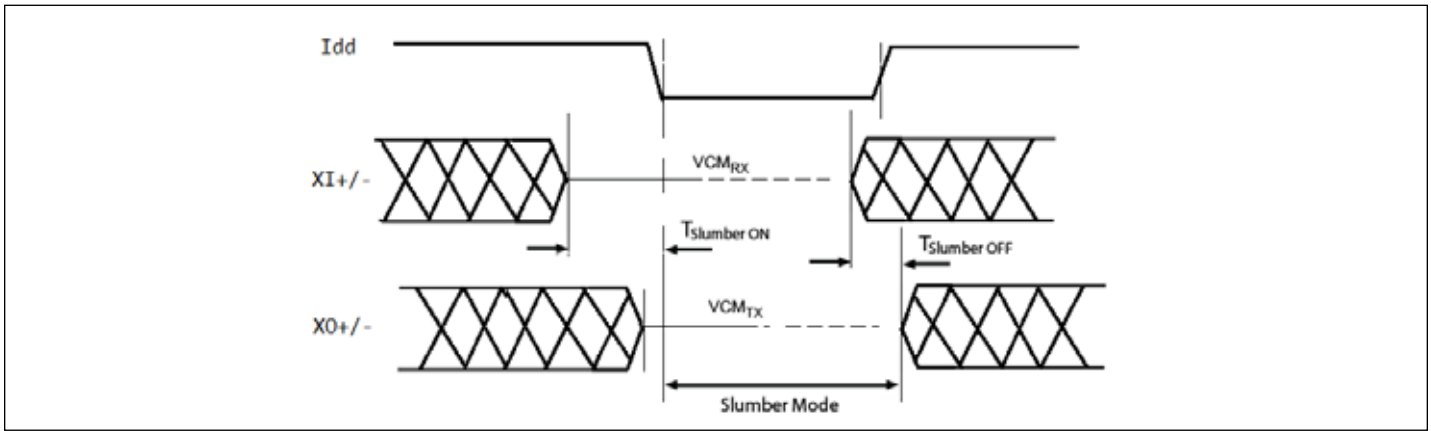 Idd
XI+/-
VCMRX
TSlumber ON
TSlumber OFF
XO+/-
VCMTX
Slumber Mode